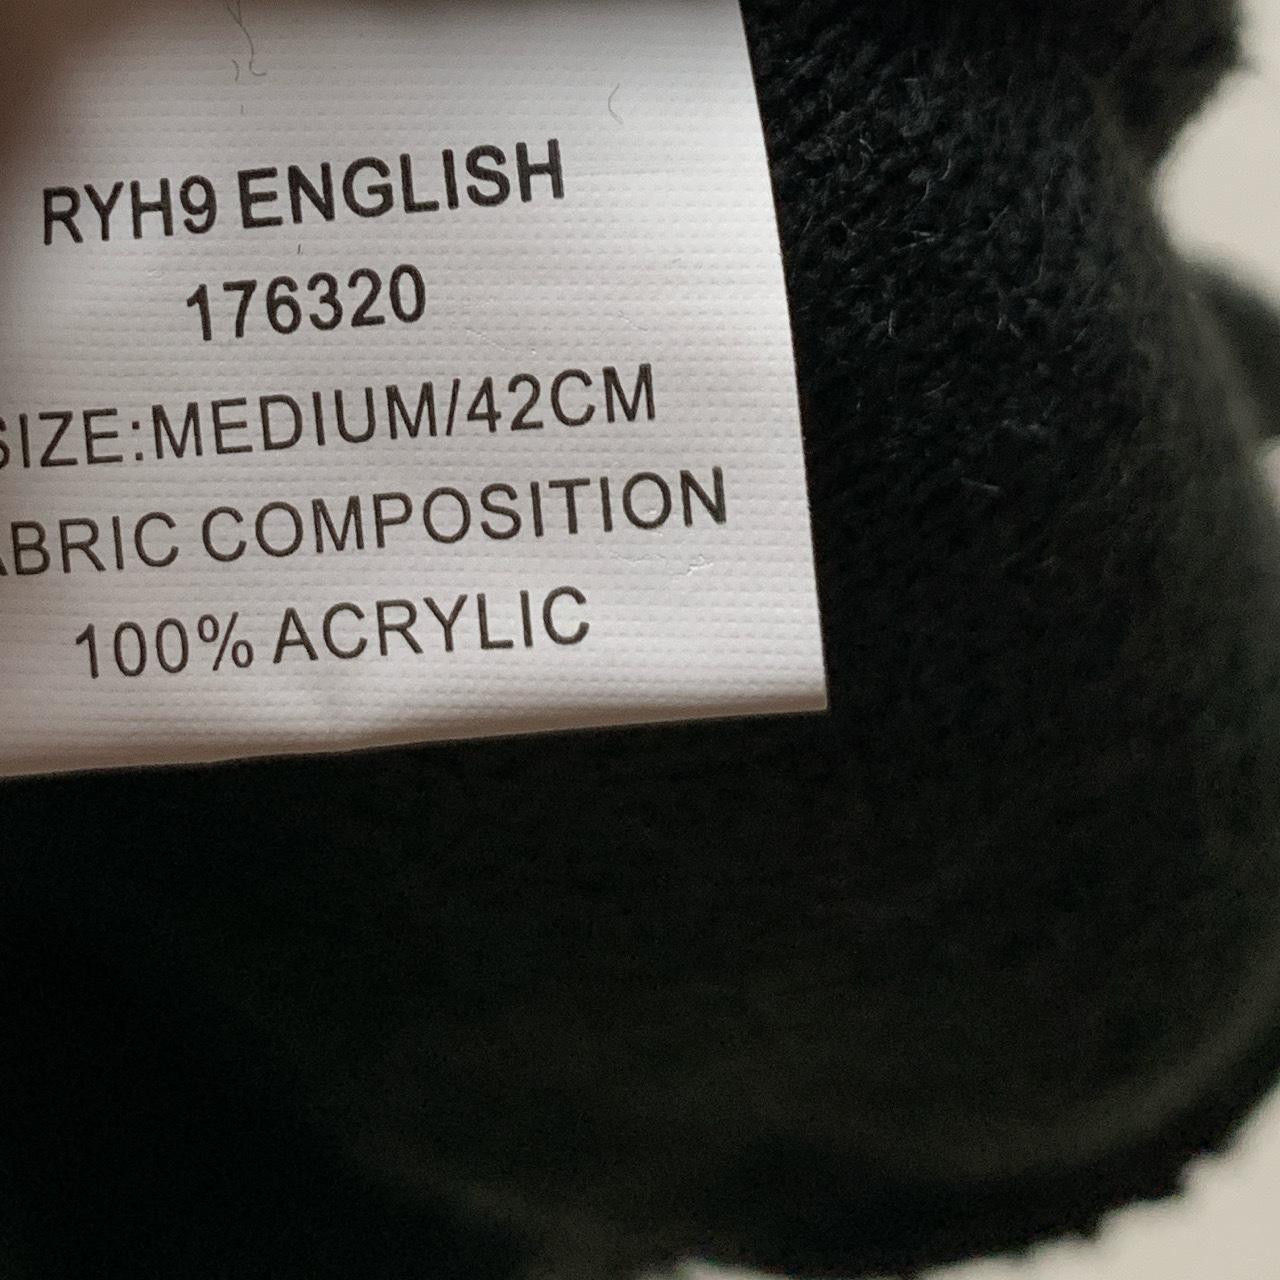 RYH9 ENGLISH
176320
SIZE:MEDIUM/42CM
ABRIC COMPOSITION
100% ACRYLIC